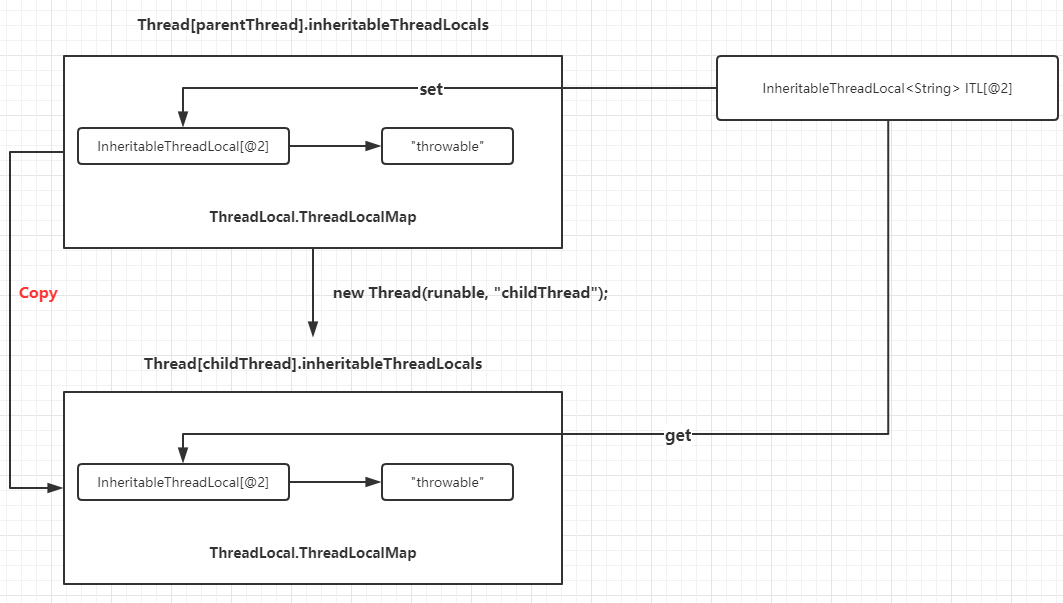 Thread[parentThread].inheritableThreadLocals
set
InheritableThreadLocal<String> ITL[@2]
InheritableThreadLocal[@2]
"throwable"
ThreadLocal.ThreadLocalMap
Copy
new Thread(runable, "childThread");
Thread[childThread].inheritableThreadLocals
get
InheritableThreadLocal[@2]
"throwable"
ThreadLocal.ThreadLocalMap